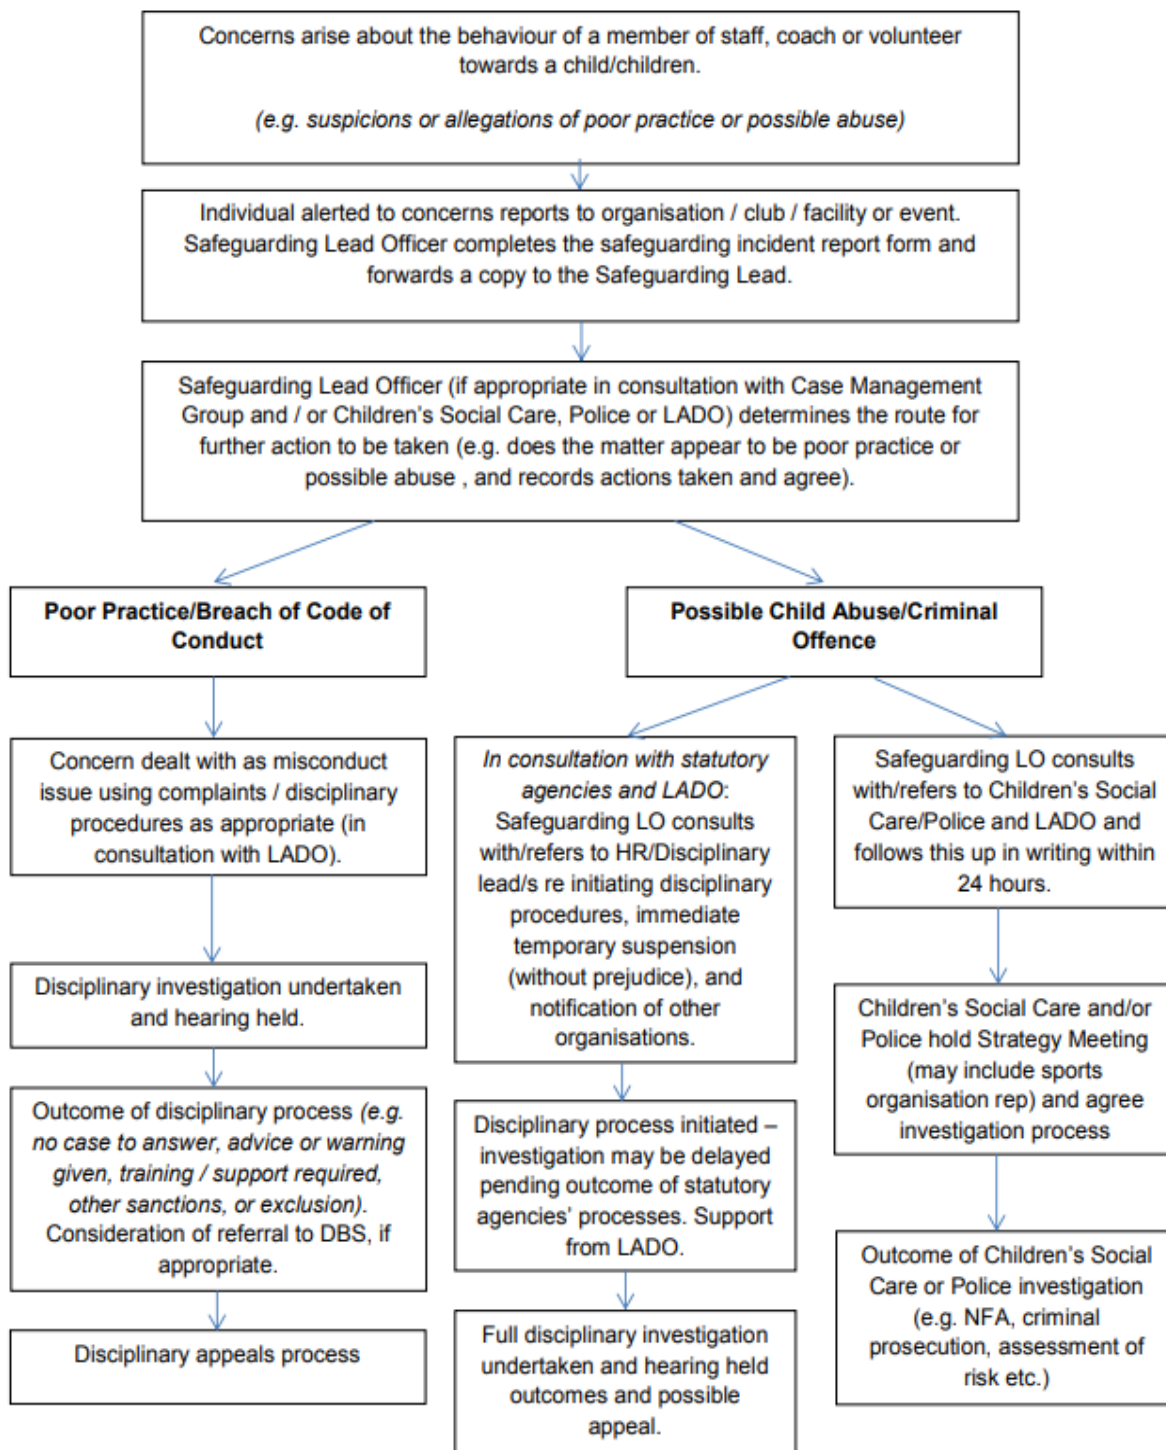 Concerns arise about the behaviour of a member of staff, coach or volunteer
towards a child/children.
(e.g. suspicions or allegations of poor practice or possible abuse)
Individual alerted to concerns reports to organisation / club / facility or event.
Safeguarding Lead Officer completes the safeguarding incident report form and
forwards a copy to the Safeguarding Lead.
Safeguarding Lead Officer (if appropriate in consultation with Case Management
Group and / or Children's Social Care, Police or LADO) determines the route for
further action to be taken (e.g. does the matter appear to be poor practice or
possible abuse , and records actions taken and agree).
Poor Practice/Breach of Code of
Conduct
Concern dealt with as misconduct
issue using complaints / disciplinary
procedures as appropriate (in
consultation with LADO).
Disciplinary investigation undertaken
and hearing held.
Outcome of disciplinary process (e.g.
no case to answer, advice or warning
given, training / support required,
other sanctions, or exclusion).
Consideration of referral to DBS, if
appropriate.
Disciplinary appeals process
Possible Child Abuse/Criminal
Offence
In consultation with statutory
agencies and LADO:
Safeguarding LO consults
with/refers to HR/Disciplinary
lead/s re initiating disciplinary
procedures, immediate
temporary suspension
(without prejudice), and
notification of other
organisations.
Disciplinary process initiated –
investigation may be delayed
pending outcome of statutory
agencies' processes. Support
from LADO.
Full disciplinary investigation
undertaken and hearing held
outcomes and possible
appeal.
Safeguarding LO consults
with/refers to Children's Social
Care/Police and LADO and
follows this up in writing within
24 hours.
Children's Social Care and/or
Police hold Strategy Meeting
(may include sports
organisation rep) and agree
investigation process
Outcome of Children's Social
Care or Police investigation
(e.g. NFA, criminal
prosecution, assessment of
risk etc.)